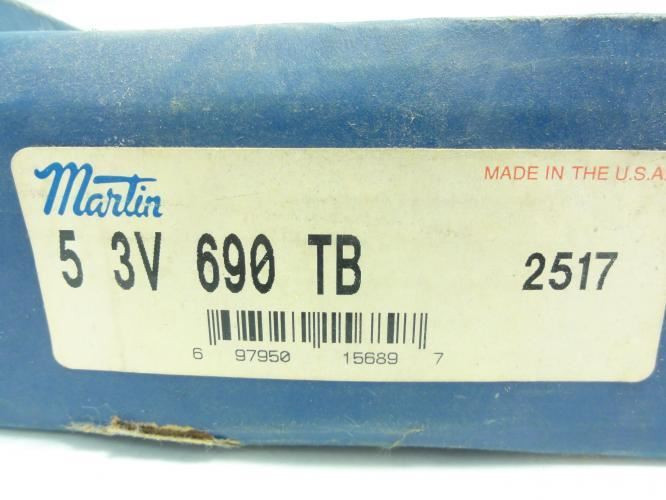 Martin
MADE IN THE U.S.A.
5 3V 690 TB 2517
6 97950 15689 7